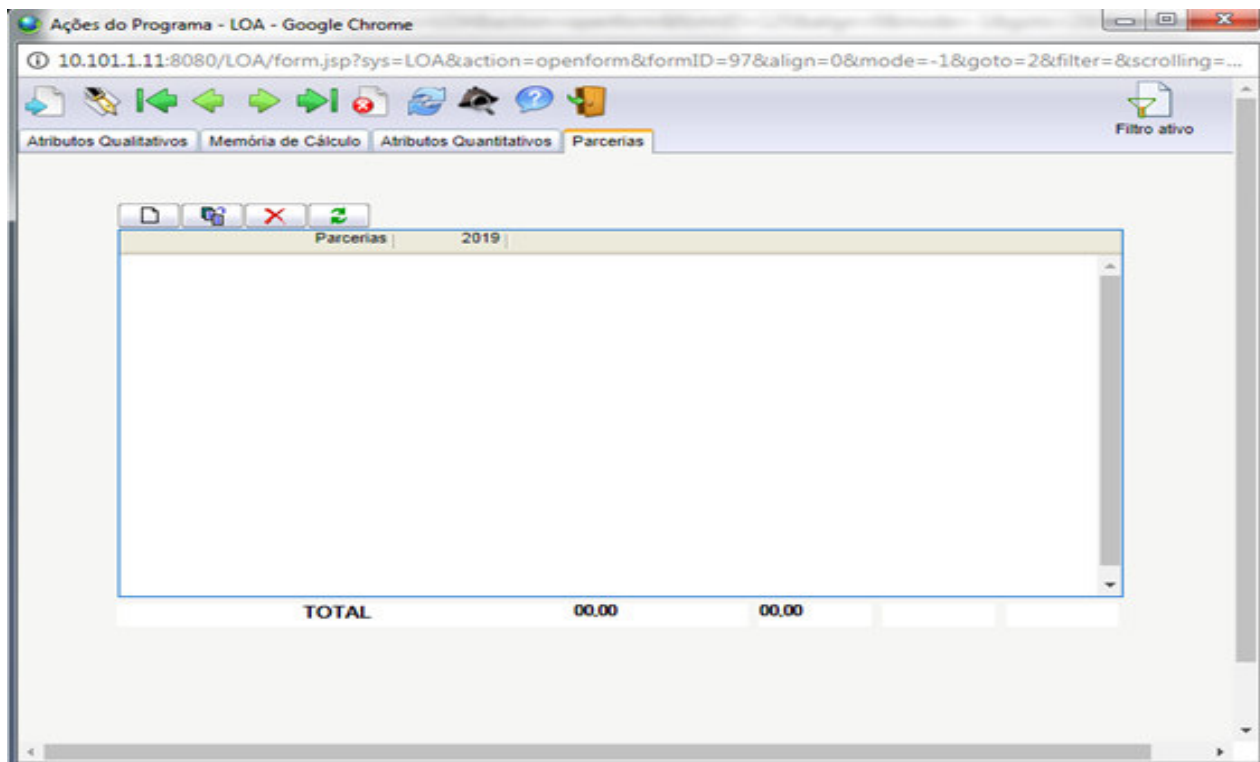 Ações do Programa - LOA - Google Chrome
10.101.1.11:8080/LOA/form.jsp?sys=LOA&action=openform&formID=97&align=0&mode=-1&goto=2&filter=&scrolling=...
Filtro ativo
Atributos Qualitativos Memória de Cálculo Atributos Quantitativos Parcerias
Parcerias 2019
TOTAL 00,00 00,00